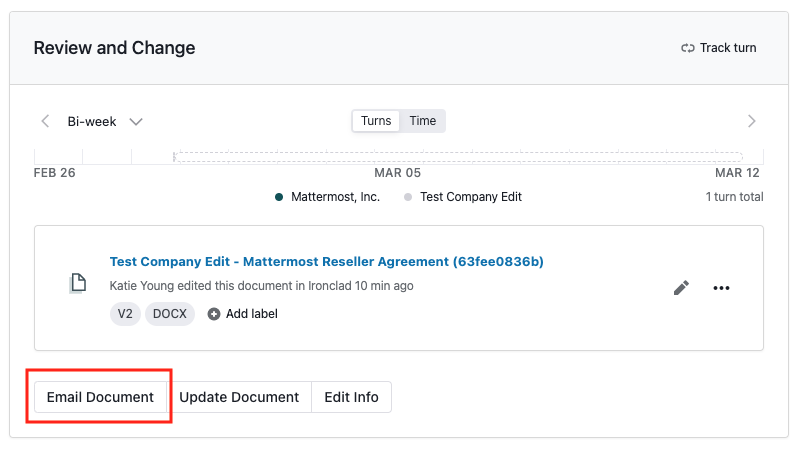 Review and Change
Track turn
Bi-week
Turns
Time
FEB 26
MAR 05
MAR 12
Mattermost, Inc.
Test Company Edit
1 turn total
Test Company Edit - Mattermost Reseller Agreement (63fee0836b)
Katie Young edited this document in Ironclad 10 min ago
V2
DOCX
Add label
Email Document
Update Document
Edit Info